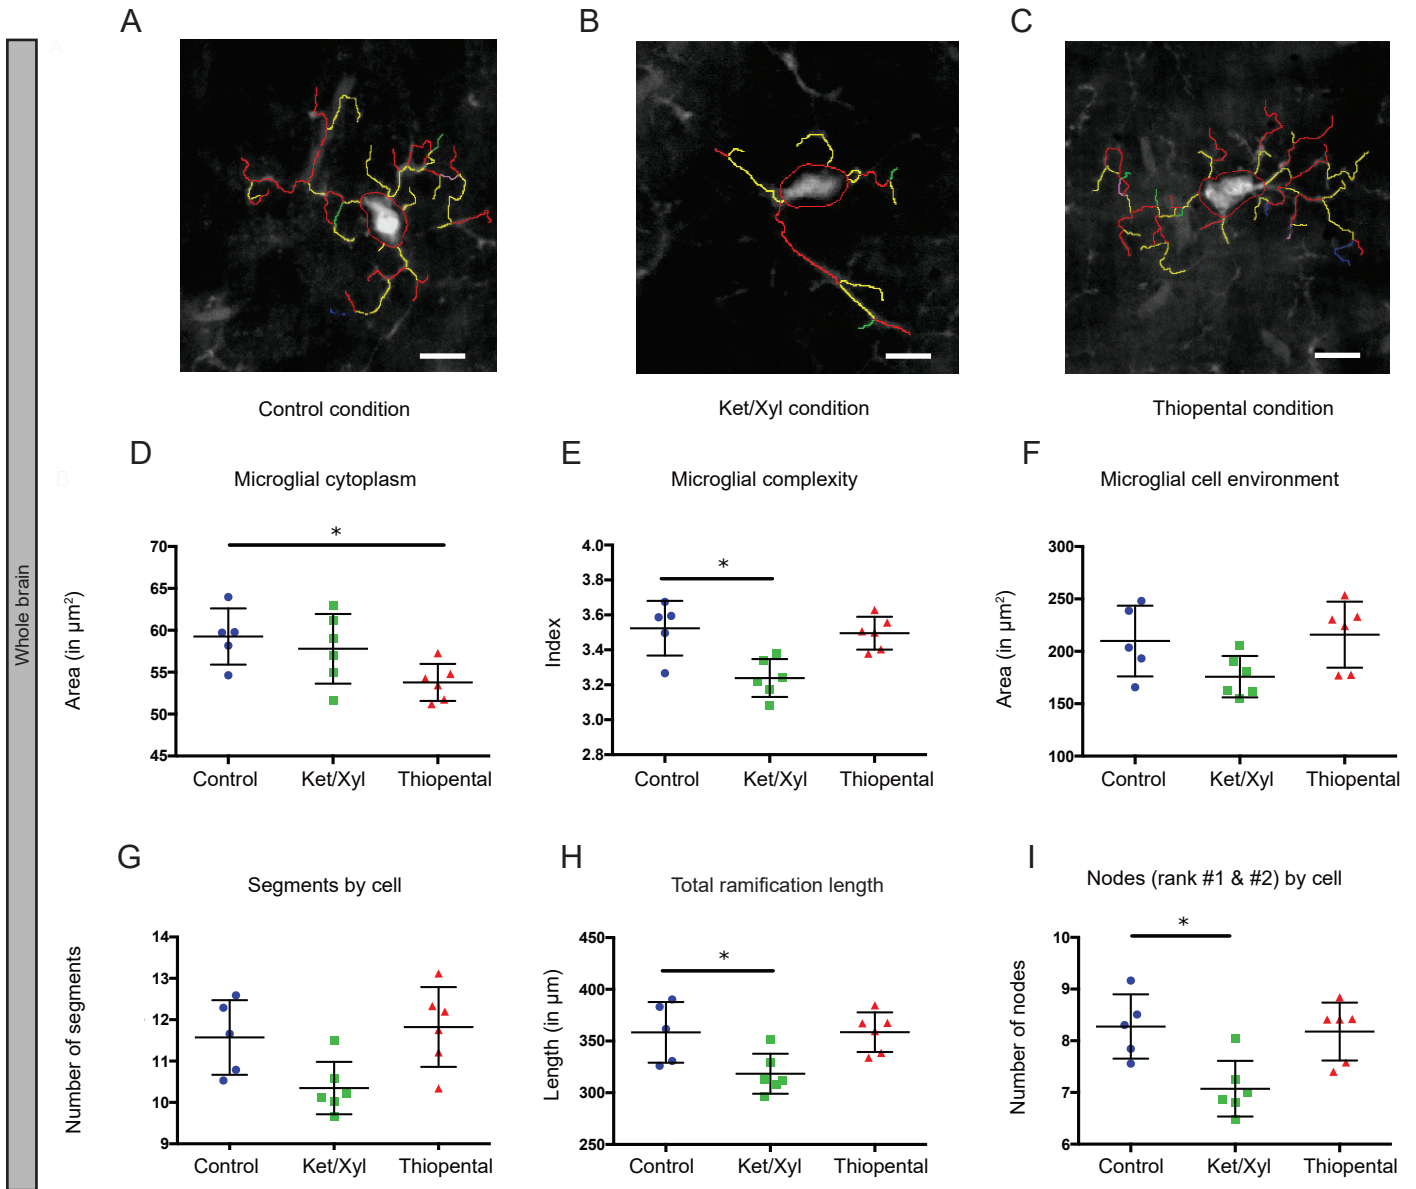 A
B
C
A
Whole brain
Control condition
Ket/Xyl condition
Thiopental condition
D
E
F
B
Microglial cytoplasm
Microglial complexity
Microglial cell environment
*
Area (in µm²)
70
65
60
55
50
45
Control
Ket/Xyl
Thiopental
*
Index
4.0
3.8
3.6
3.4
3.2
3.0
2.8
Control
Ket/Xyl
Thiopental
Area (in µm²)
300
250
200
150
100
Control
Ket/Xyl
Thiopental
G
H
I
Segments by cell
Total ramification length
Nodes (rank #1 & #2) by cell
Number of segments
14
13
12
11
10
9
Control
Ket/Xyl
Thiopental
*
Length (in µm)
450
400
350
300
250
Control
Ket/Xyl
Thiopental
*
Number of nodes
10
9
8
7
6
Control
Ket/Xyl
Thiopental